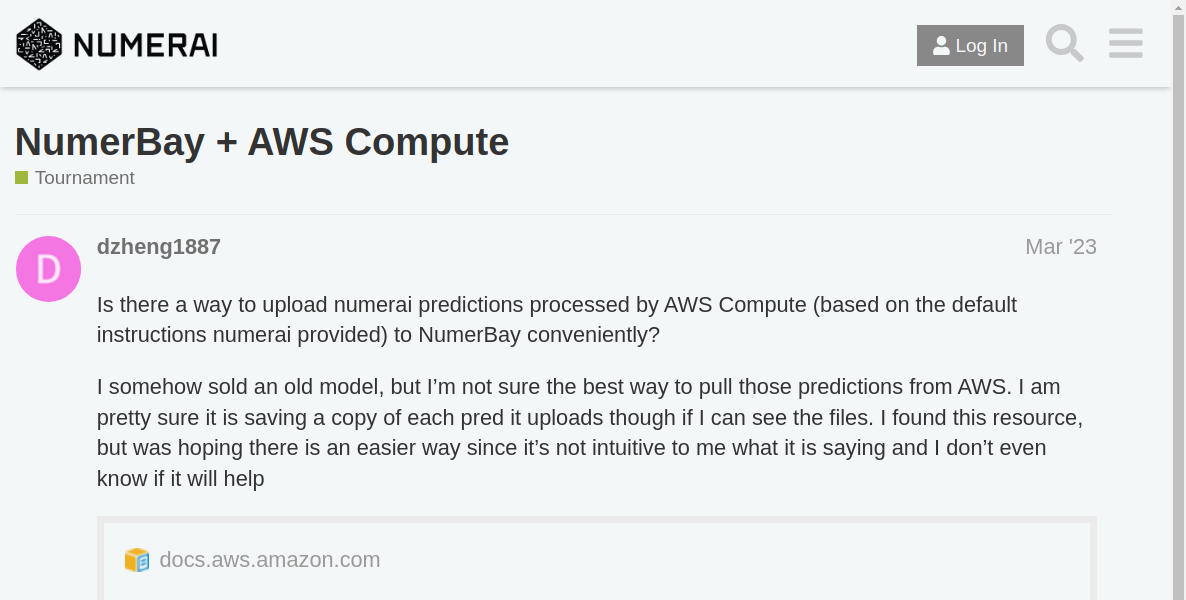 NUMERAI
Log In
NumerBay + AWS Compute
Tournament
D
dzheng1887
Mar '23
Is there a way to upload numerai predictions processed by AWS Compute (based on the default
instructions numerai provided) to NumerBay conveniently?
I somehow sold an old model, but I’m not sure the best way to pull those predictions from AWS. I am
pretty sure it is saving a copy of each pred it uploads though if I can see the files. I found this resource,
but was hoping there is an easier way since it’s not intuitive to me what it is saying and I don’t even
know if it will help
docs.aws.amazon.com